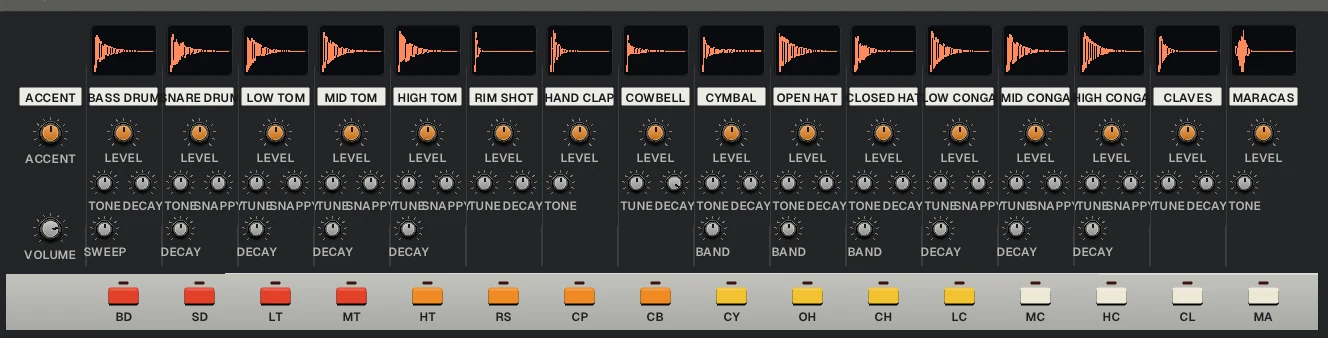 ACCENT BASS DRUM SNARE DRUM LOW TOM MID TOM HIGH TOM RIM SHOT HAND CLAP COWBELL CYMBAL OPEN HAT CLOSED HAT LOW CONGA MID CONGA HIGH CONGA CLAVES MARACAS
ACCENT LEVEL LEVEL LEVEL LEVEL LEVEL LEVEL LEVEL LEVEL LEVEL LEVEL LEVEL LEVEL LEVEL LEVEL LEVEL LEVEL
TONE DECAY TONE SNAPPY TUNE SNAPPY TUNE SNAPPY TUNE SNAPPY TUNE DECAY TONE TUNE DECAY TONE DECAY TUNE DECAY TUNE DECAY TUNE SNAPPY TUNE SNAPPY TUNE SNAPPY TUNE DECAY TONE
VOLUME SWEEP DECAY DECAY DECAY DECAY BAND BAND BAND DECAY DECAY DECAY
BD SD LT MT HT RS CP CB CY OH CH LC MC HC CL MA